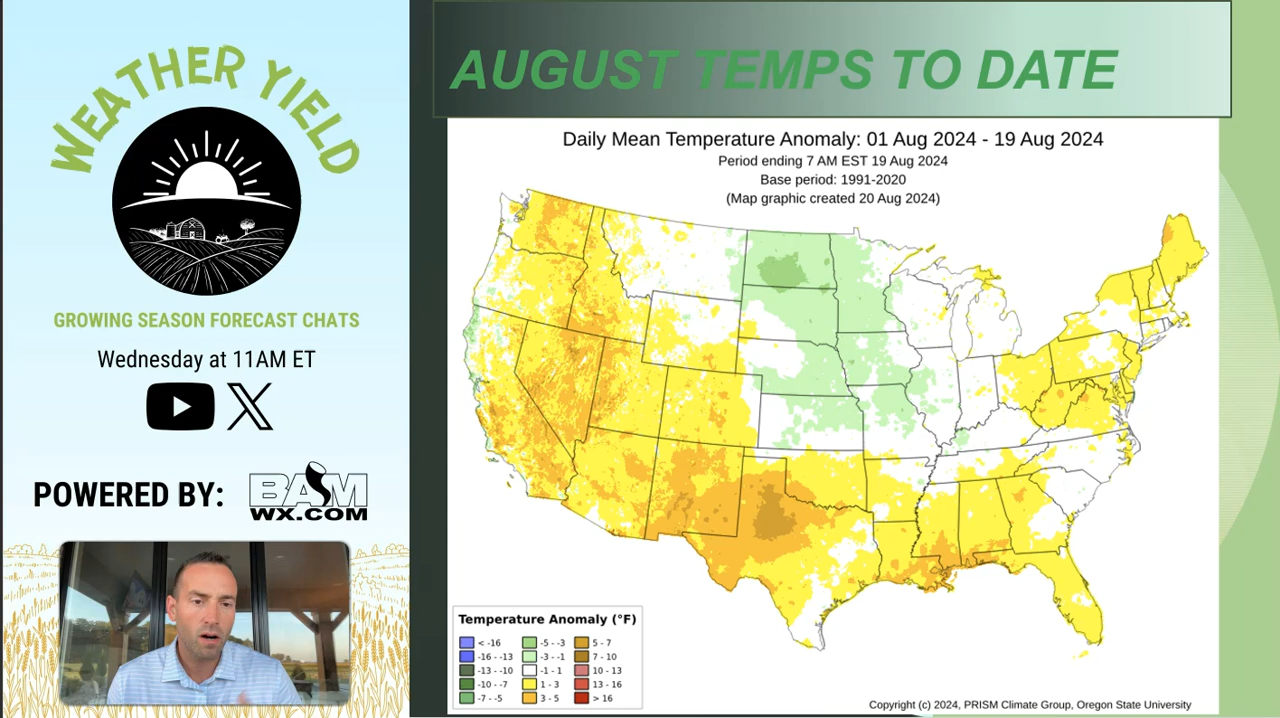 WEATHER YIELD
GROWING SEASON FORECAST CHATS
Wednesday at 11AM ET
POWERED BY:
BAM
WX.COM
AUGUST TEMPS TO DATE
Daily Mean Temperature Anomaly: 01 Aug 2024 - 19 Aug 2024
Period ending 7 AM EST 19 Aug 2024
Base period: 1991-2020
(Map graphic created 20 Aug 2024)
Temperature Anomaly (°F)
< -16
-16 - -13
-13 - -10
-10 - -7
-7 - -5
-5 - -3
-3 - -1
-1 - 1
1 - 3
3 - 5
5 - 7
7 - 10
10 - 13
13 - 16
> 16
Copyright (c) 2024, PRISM Climate Group, Oregon State University